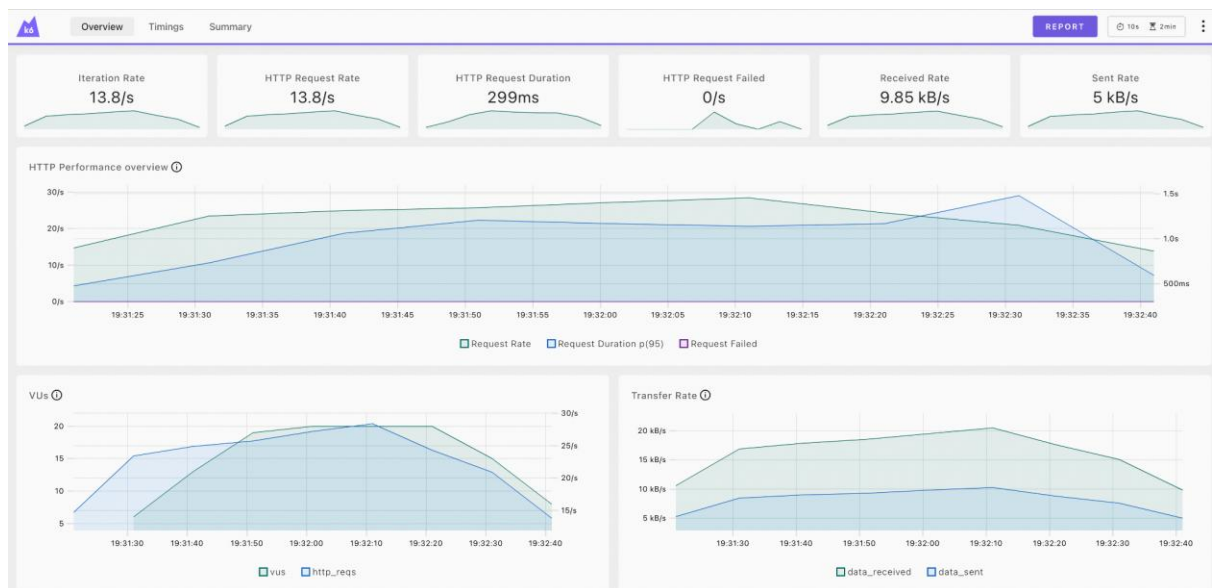 k6 Overview Timings Summary REPORT 10s 2min
Iteration Rate
13.8/s
HTTP Request Rate
13.8/s
HTTP Request Duration
299ms
HTTP Request Failed
0/s
Received Rate
9.85 kB/s
Sent Rate
5 kB/s
HTTP Performance overview
30/s
20/s
10/s
0/s
1.5s
1.0s
500ms
19:31:25 19:31:30 19:31:35 19:31:40 19:31:45 19:31:50 19:31:55 19:32:00 19:32:05 19:32:10 19:32:15 19:32:20 19:32:25 19:32:30 19:32:35 19:32:40
Request Rate Request Duration p(95) Request Failed
VUs
20
15
10
5
30/s
25/s
20/s
15/s
19:31:30 19:31:40 19:31:50 19:32:00 19:32:10 19:32:20 19:32:30 19:32:40
vus http_reqs
Transfer Rate
20 kB/s
15 kB/s
10 kB/s
5 kB/s
19:31:30 19:31:40 19:31:50 19:32:00 19:32:10 19:32:20 19:32:30 19:32:40
data_received data_sent